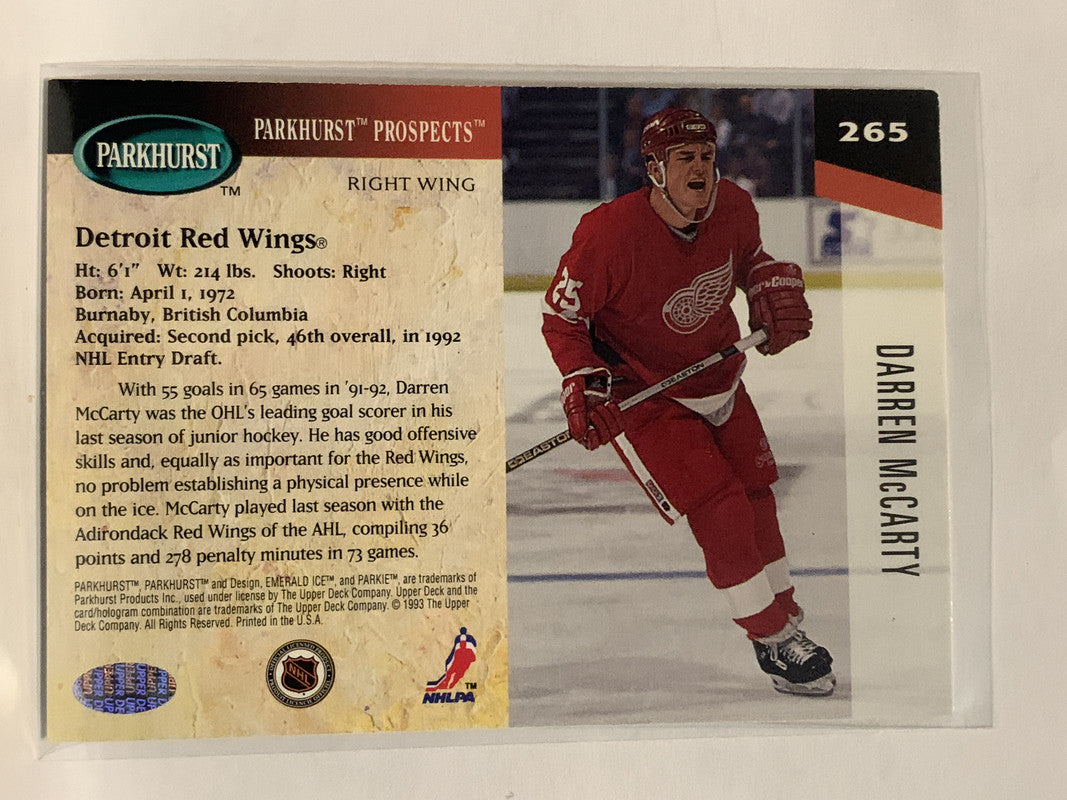 PARKHURST™ PROSPECTS™
PARKHURST
™
RIGHT WING
265
Detroit Red Wings®
Ht: 6'1" Wt: 214 lbs. Shoots: Right
Born: April 1, 1972
Burnaby, British Columbia
Acquired: Second pick, 46th overall, in 1992
NHL Entry Draft.
With 55 goals in 65 games in '91-92, Darren
McCarty was the OHL's leading goal scorer in his
last season of junior hockey. He has good offensive
skills and, equally as important for the Red Wings,
no problem establishing a physical presence while
on the ice. McCarty played last season with the
Adirondack Red Wings of the AHL, compiling 36
points and 278 penalty minutes in 73 games.
PARKHURST™, PARKHURST™ and Design, EMERALD ICE™, and PARKIE™, are trademarks of
Parkhurst Products Inc., used under license by The Upper Deck Company. Upper Deck and the
card/hologram combination are trademarks of The Upper Deck Company. © 1993 The Upper
Deck Company. All Rights Reserved. Printed in the U.S.A.
NHL
™
NHLPA
DARREN McCARTY
25
Cooper
EASTON
EASTON